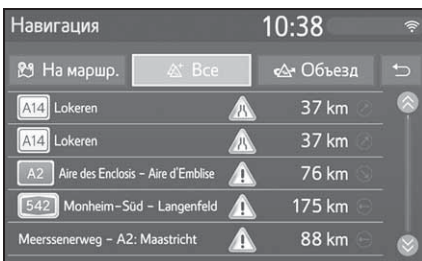 Навигация 10:38
На маршр. Все Объезд
A14 Lokeren 37 km
A14 Lokeren 37 km
A2 Aire des Enclosis – Aire d'Emblise 76 km
542 Monheim-Süd – Langenfeld 175 km
Meerssenerweg – A2: Maastricht 88 km